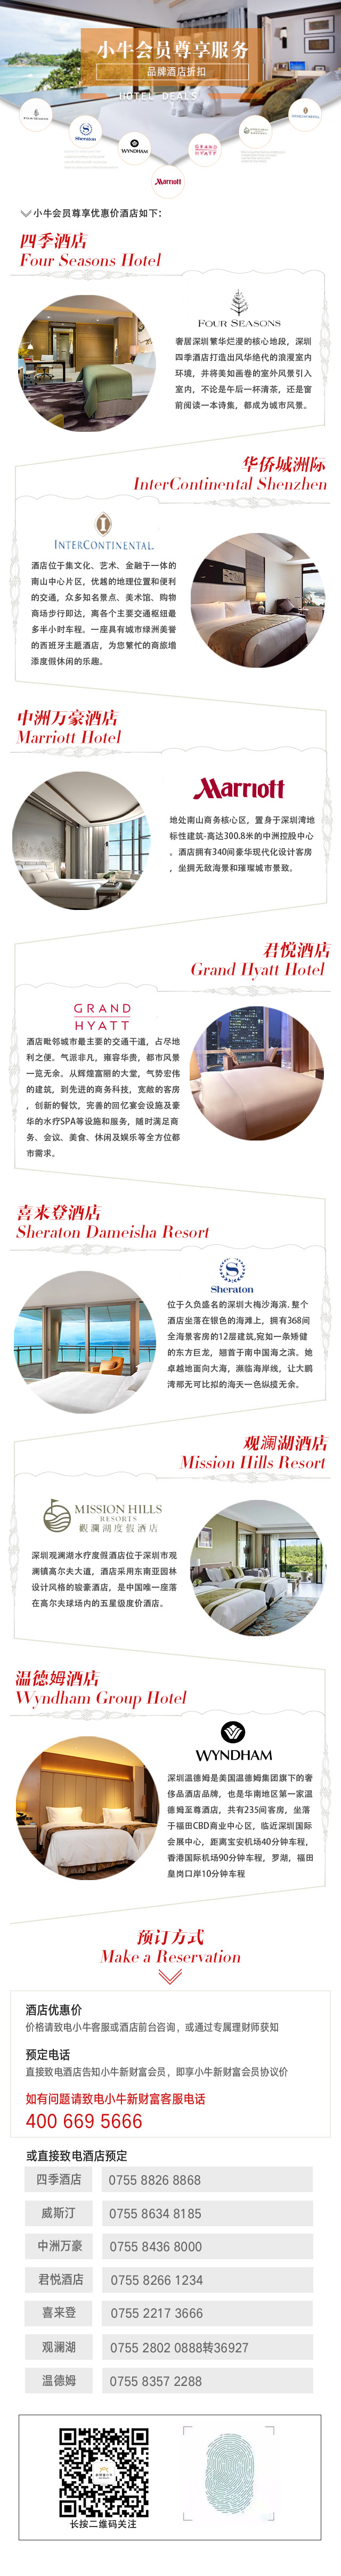 小牛会员尊享服务
品牌酒店折扣
HOTEL DEALS
FOUR SEASONS
Sheraton
WYNDHAM
GRAND
HYATT
INTERCONTINENTAL
Marriott
小牛会员尊享优惠价酒店如下：
四季酒店
Four Seasons Hotel
FOUR SEASONS
奢居深圳繁华烂漫的核心地段，深圳
四季酒店打造出风华绝代的浪漫室内
环境，并将美如画卷的室外风景引入
室内，不论是午后一杯清茶，还是窗
前阅读一本诗集，都成为城市风景。
华侨城洲际
InterContinental Shenzhen
INTERCONTINENTAL.
酒店位于集文化、艺术、金融于一体的
南山中心片区，优越的地理位置和便利
的交通，众多知名景点、美术馆、购物
商场步行即达，离各个主要交通枢纽最
多半小时车程。一座具有城市绿洲美誉
的西班牙主题酒店，为您繁忙的商旅增
添度假休闲的乐趣。
中洲万豪酒店
Marriott Hotel
Marriott
地处南山商务核心区，置身于深圳湾地
标性建筑-高达300.8米的中洲控股中心
。酒店拥有340间豪华现代化设计客房
，坐拥无敌海景和璀璨城市景致。
君悦酒店
Grand Hyatt Hotel
GRAND
HYATT
酒店毗邻城市最主要的交通干道，占尽地
利之便。气派非凡，雍容华贵，都市风景
一览无余。从辉煌富丽的大堂，气势宏伟
的建筑，到先进的商务科技，宽敞的客房
，创新的餐饮，完善的回忆宴会设施及豪
华的水疗SPA等设施和服务，随时满足商
务、会议、美食、休闲及娱乐等全方位都
市需求。
喜来登酒店
Sheraton Dameisha Resort
Sheraton
位于久负盛名的深圳大梅沙海滨.整个
酒店坐落在银色的海滩上，拥有368间
全海景客房的12层建筑,宛如一条矫健
的东方巨龙，翘首于南中国海之滨。她
卓越地面向大海，濒临海岸线，让大鹏
湾那无可比拟的海天一色纵揽无余。
观澜湖酒店
Mission Hills Resort
MISSION HILLS
RESORTS
觀瀾湖度假酒店
深圳观澜湖水疗度假酒店位于深圳市观
澜镇高尔夫大道，酒店采用东南亚园林
设计风格的骏豪酒店，是中国唯一座落
在高尔夫球场内的五星级度价酒店。
温德姆酒店
Wyndham Group Hotel
WYNDHAM
深圳温德姆是美国温德姆集团旗下的奢
侈品酒店品牌，也是华南地区第一家温
德姆至尊酒店，共有235间客房，坐落
于福田CBD商业中心区，临近深圳国际
会展中心，距离宝安机场40分钟车程，
香港国际机场90分钟车程，罗湖，福田
皇岗口岸10分钟车程
预订方式
Make a Reservation
酒店优惠价
价格请致电小牛客服或酒店前台咨询，或通过专属理财师获知
预定电话
直接致电酒店告知小牛新财富会员，即享小牛新财富会员协议价
如有问题请致电小牛新财富客服电话
400 669 5666
或直接致电酒店预定
四季酒店 0755 8826 8868
威斯汀 0755 8634 8185
中洲万豪 0755 8436 8000
君悦酒店 0755 8266 1234
喜来登 0755 2217 3666
观澜湖 0755 2802 0888转36927
温德姆 0755 8357 2288
长按二维码关注